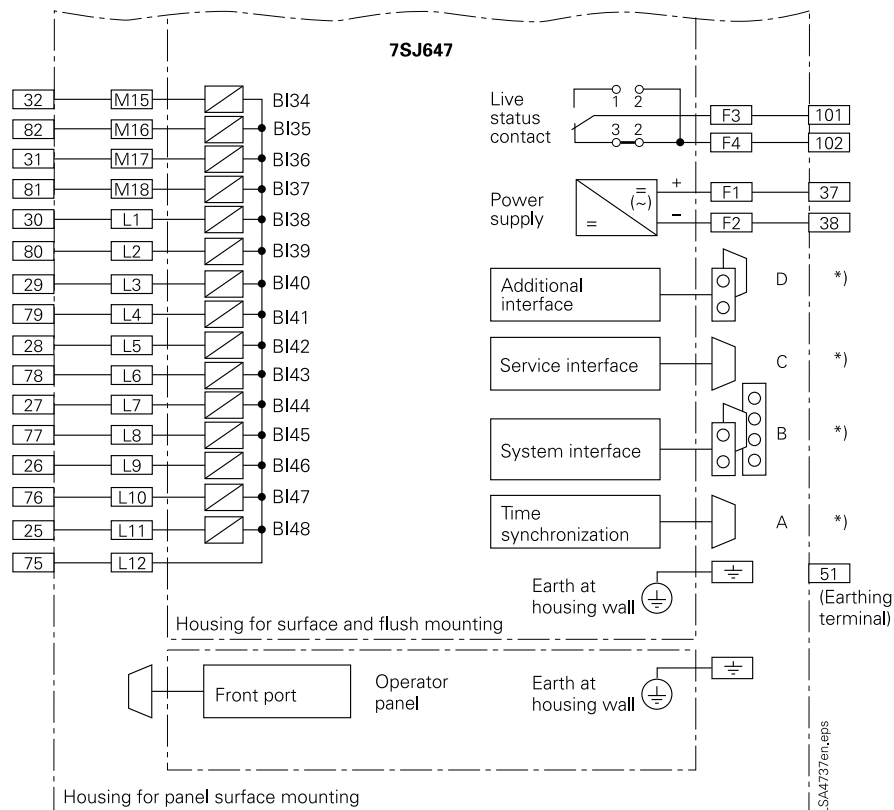 7SJ647
32 M15 BI34
82 M16 BI35
31 M17 BI36
81 M18 BI37
30 L1 BI38
80 L2 BI39
29 L3 BI40
79 L4 BI41
28 L5 BI42
78 L6 BI43
27 L7 BI44
77 L8 BI45
26 L9 BI46
76 L10 BI47
25 L11 BI48
75 L12
Live
status
contact
1 2
3 2
F3 101
F4 102
Power
supply
=
(~)
=
+ F1 37
– F2 38
Additional
interface
D *)
Service interface
C *)
System interface
B *)
Time
synchronization
A *)
Earth at
housing wall
51
(Earthing
terminal)
Housing for surface and flush mounting
Front port
Operator
panel
Earth at
housing wall
Housing for panel surface mounting
LSA4737en.eps